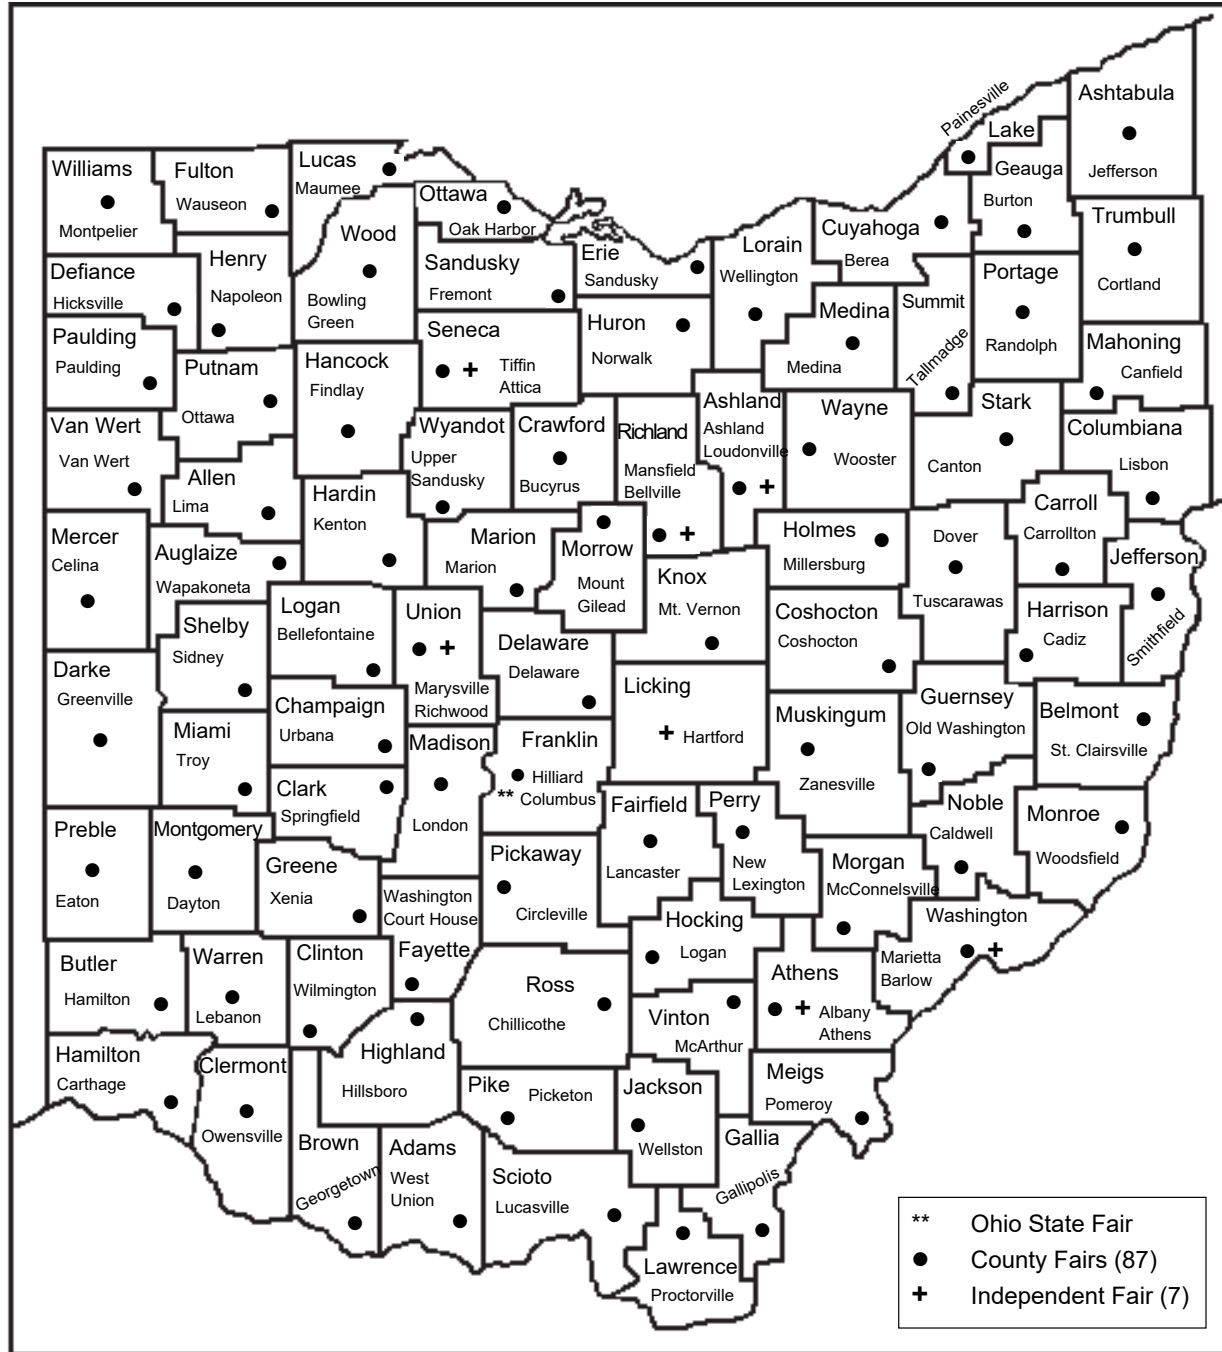 Painesville
Ashtabula
Lake
Jefferson
Geauga
Burton
Williams
Montpelier
Fulton
Wauseon
Lucas
Maumee
Ottawa
Oak Harbor
Wood
Bowling
Green
Cuyahoga
Berea
Trumbull
Cortland
Defiance
Hicksville
Henry
Napoleon
Sandusky
Fremont
Erie
Sandusky
Lorain
Wellington
Portage
Randolph
Summit
Tallmadge
Medina
Medina
Paulding
Paulding
Putnam
Ottawa
Hancock
Findlay
Seneca
Tiffin
Attica
Huron
Norwalk
Mahoning
Canfield
Van Wert
Van Wert
Allen
Lima
Wyandot
Upper
Sandusky
Crawford
Bucyrus
Richland
Mansfield
Bellville
Ashland
Ashland
Loudonville
Wayne
Wooster
Stark
Canton
Columbiana
Lisbon
Mercer
Celina
Auglaize
Wapakoneta
Hardin
Kenton
Marion
Marion
Morrow
Mount
Gilead
Knox
Mt. Vernon
Holmes
Millersburg
Dover
Tuscarawas
Carroll
Carrollton
Jefferson
Smithfield
Harrison
Cadiz
Shelby
Sidney
Logan
Bellefontaine
Union
Marysville
Richwood
Delaware
Delaware
Coshocton
Coshocton
Darke
Greenville
Miami
Troy
Champaign
Urbana
Licking
Hartford
Muskingum
Zanesville
Guernsey
Old Washington
Belmont
St. Clairsville
Clark
Springfield
Madison
London
Franklin
Hilliard
** Columbus
Fairfield
Lancaster
Perry
New
Lexington
Noble
Caldwell
Monroe
Woodsfield
Preble
Eaton
Montgomery
Dayton
Greene
Xenia
Washington
Court House
Fayette
Pickaway
Circleville
Hocking
Logan
Morgan
McConnelsville
Washington
Marietta
Barlow
Butler
Hamilton
Warren
Lebanon
Clinton
Wilmington
Ross
Chillicothe
Vinton
McArthur
Athens
Albany
Athens
Hamilton
Carthage
Clermont
Owensville
Highland
Hillsboro
Pike
Picketon
Jackson
Wellston
Meigs
Pomeroy
Brown
Georgetown
Adams
West
Union
Scioto
Lucasville
Gallia
Gallipolis
Lawrence
Proctorville
** Ohio State Fair
● County Fairs (87)
+ Independent Fair (7)